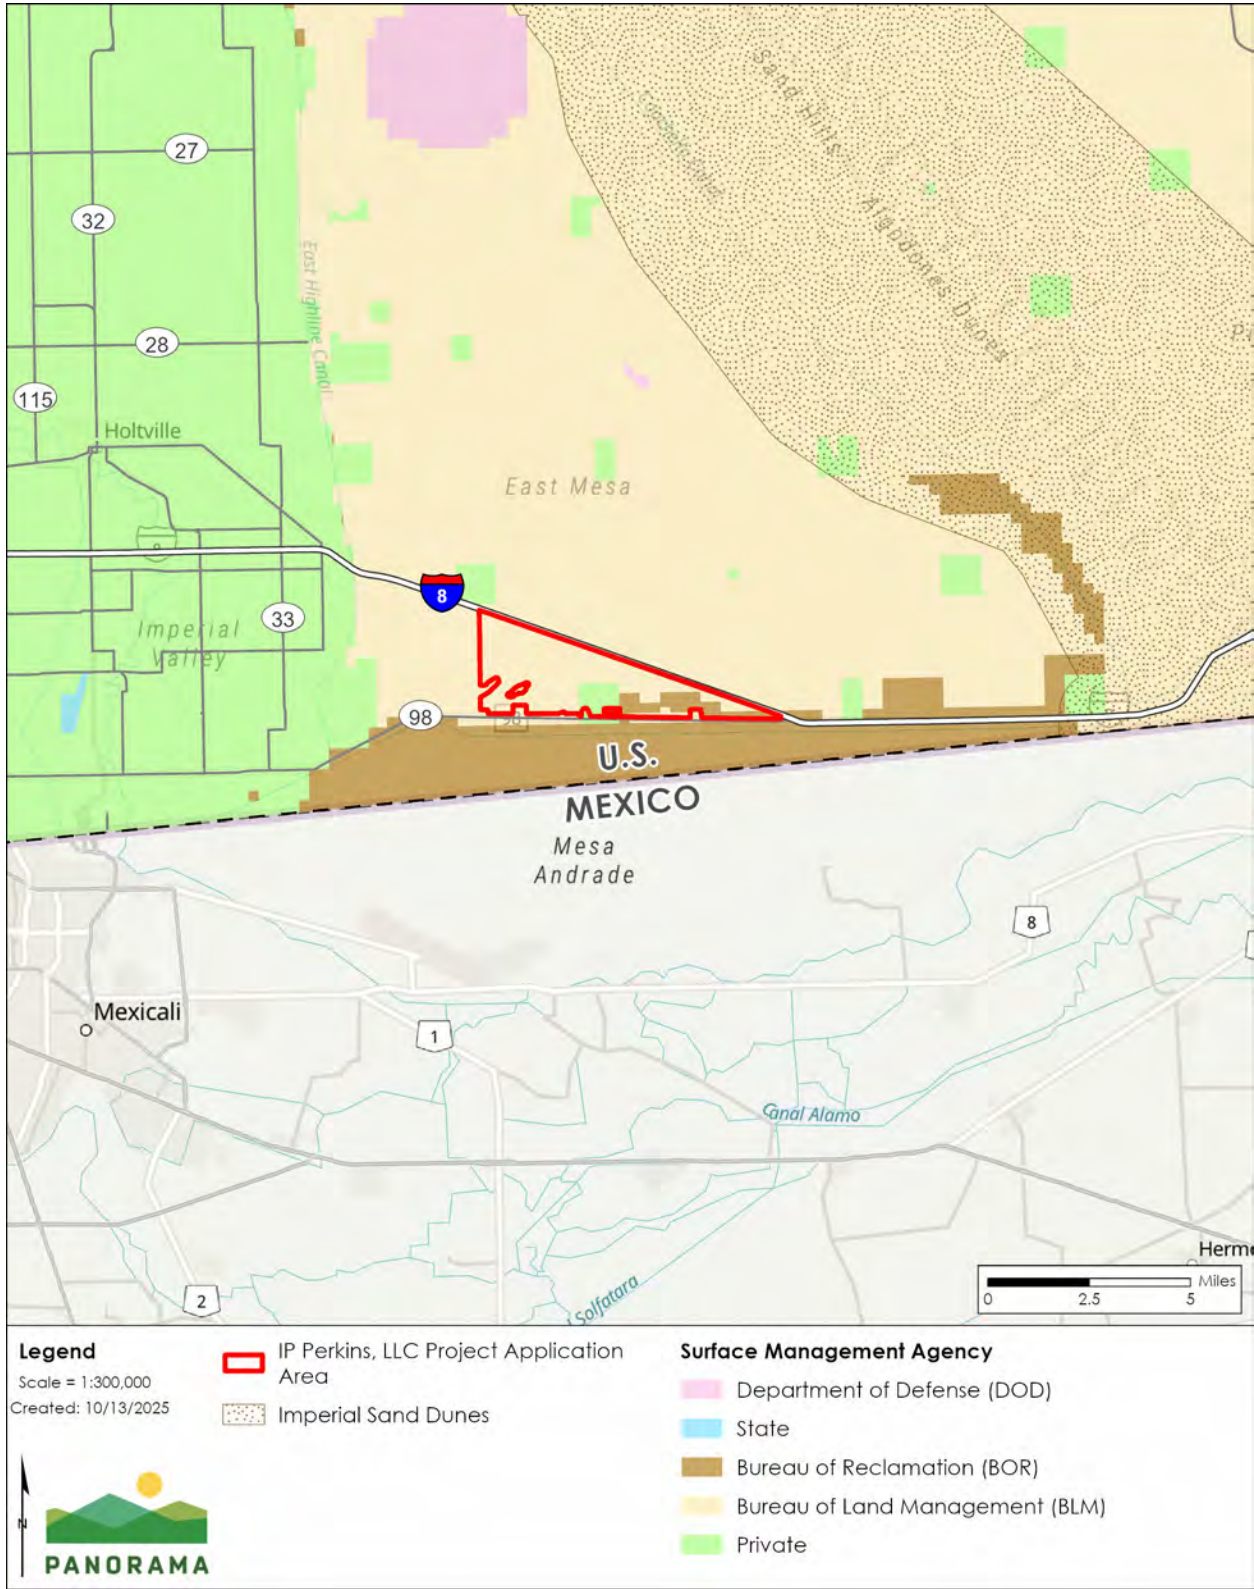 Sand Hills
Algodones Dunes
27
32
East Highline Canal
28
115
Holtville
East Mesa
8
8
Imperial
Valley
33
98
98
U.S.
MEXICO
Mesa
Andrade
8
Mexicali
1
Canal Alamo
2
Solfatara
Miles
0
2.5
5
Legend
Scale = 1:300,000
Created: 10/13/2025
IP Perkins, LLC Project Application
Area
Imperial Sand Dunes
Surface Management Agency
Department of Defense (DOD)
State
Bureau of Reclamation (BOR)
Bureau of Land Management (BLM)
Private
N
PANORAMA